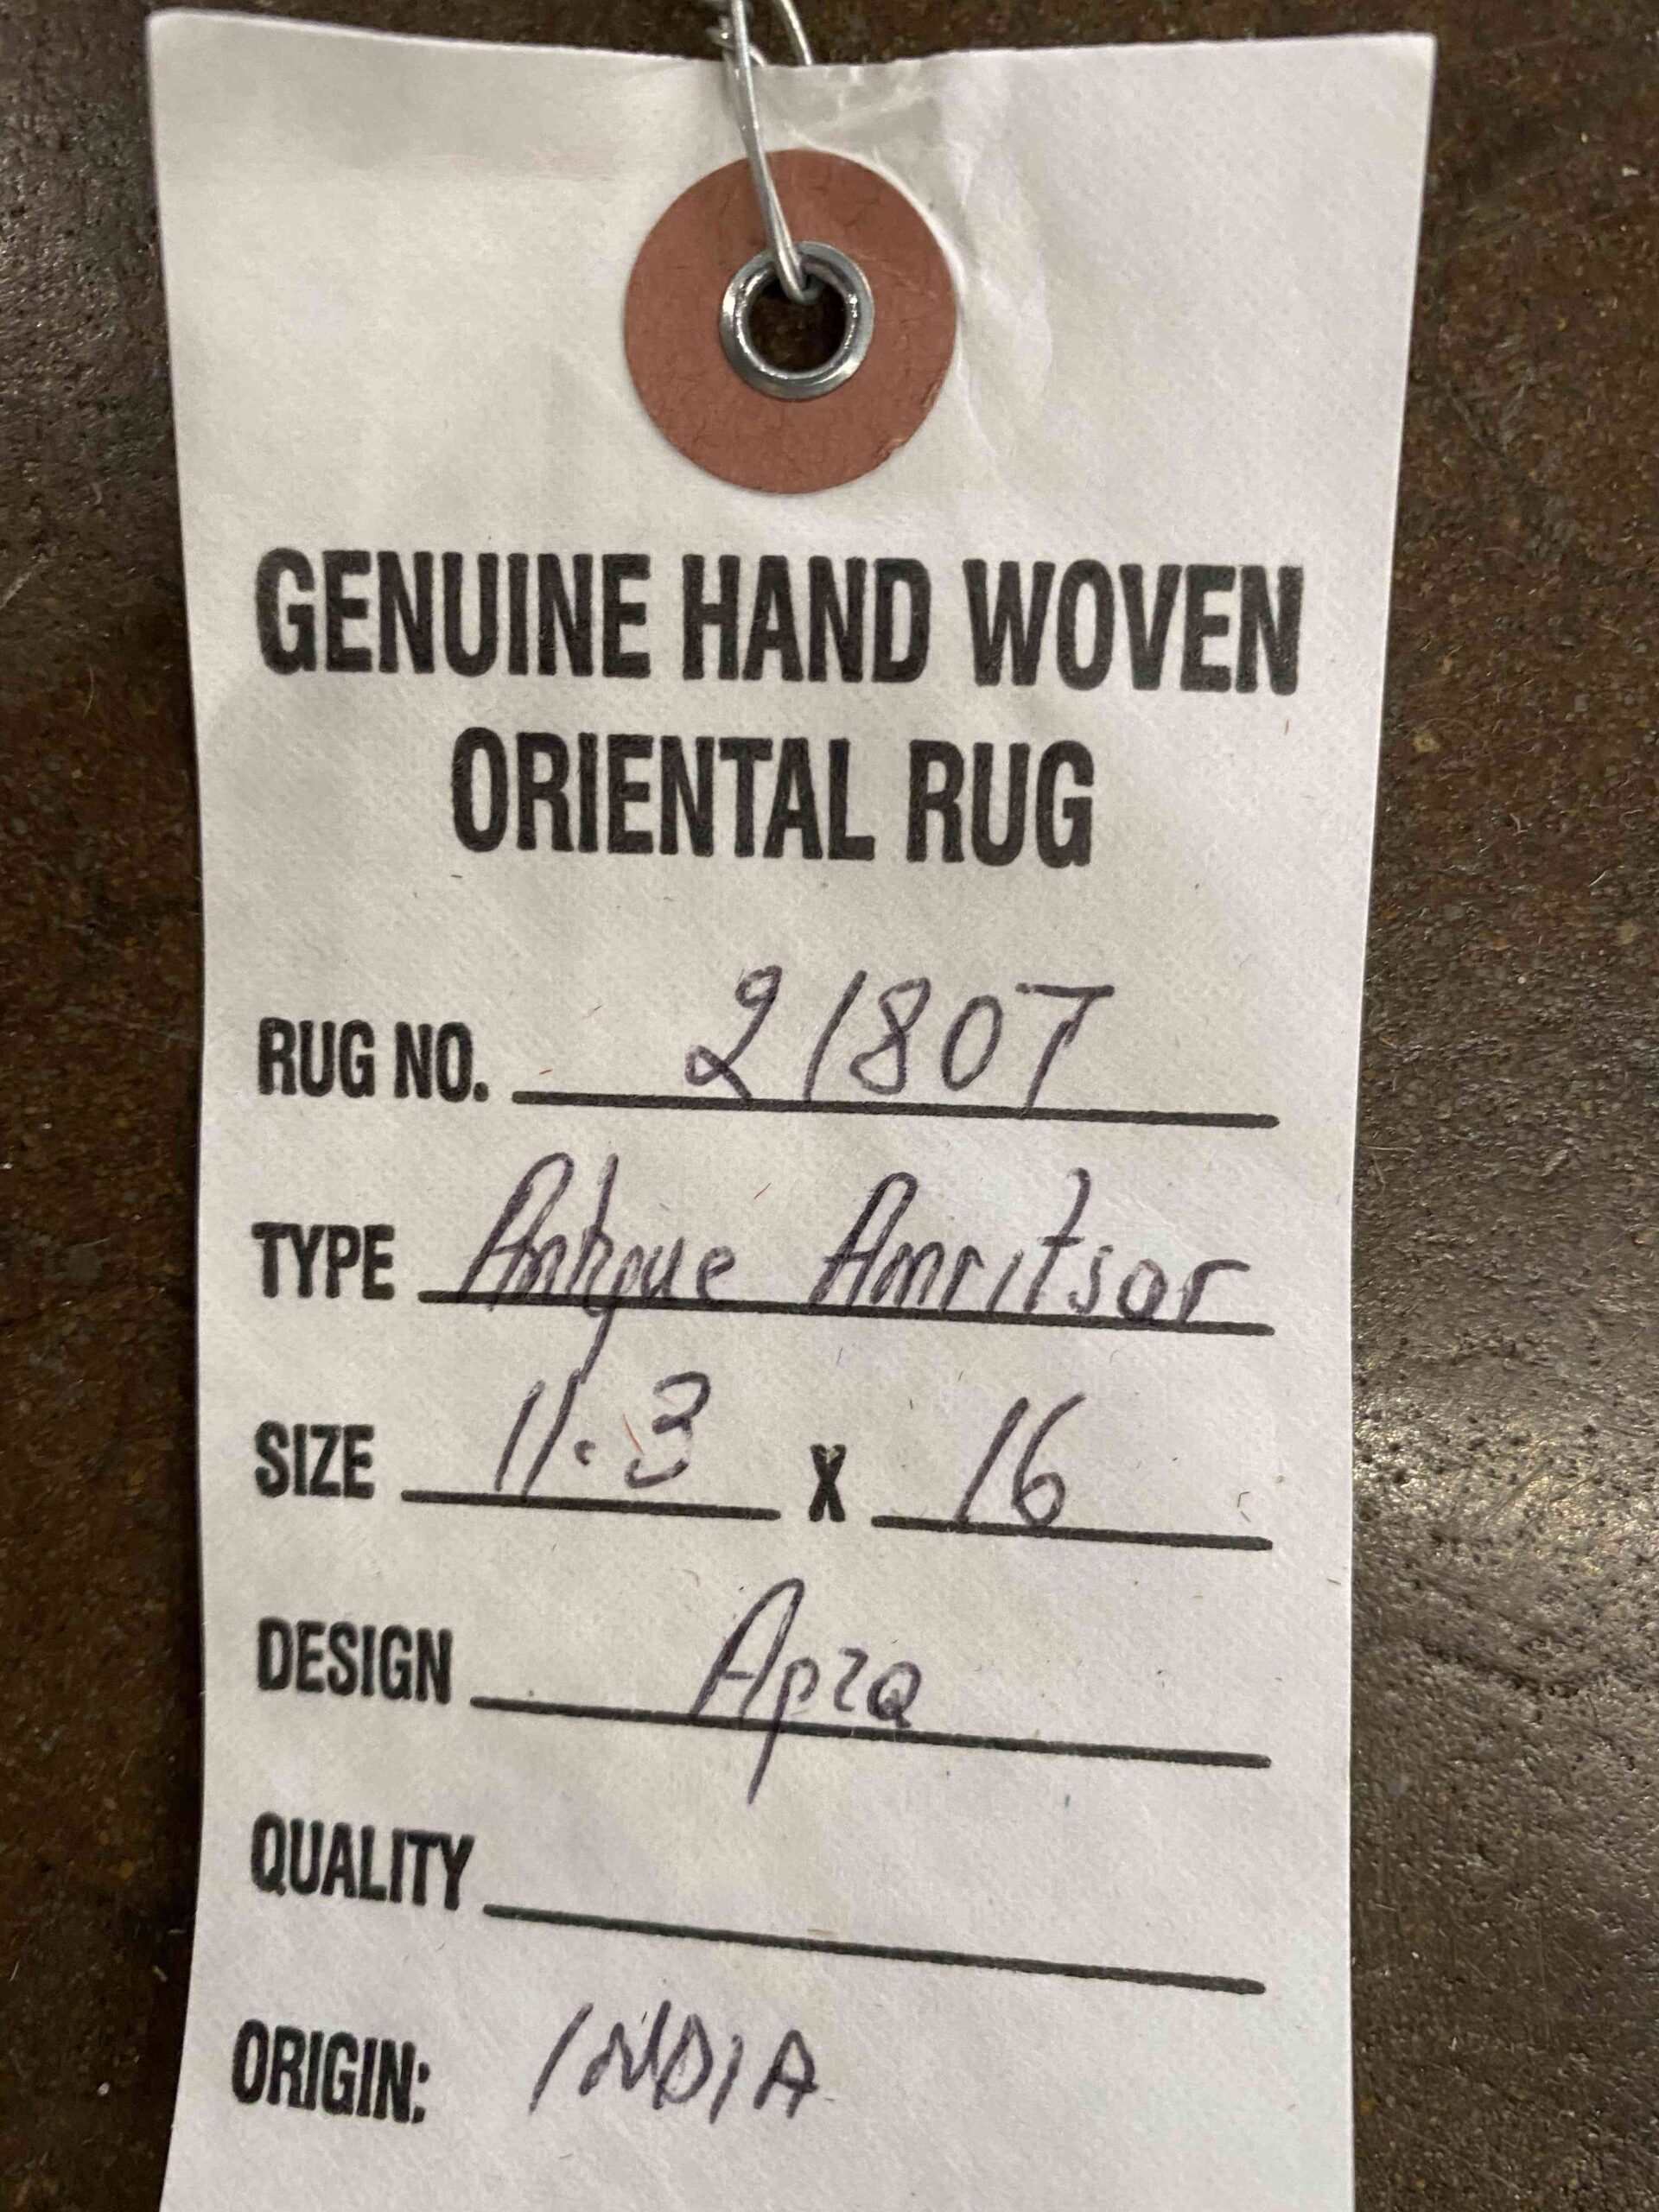 GENUINE HAND WOVEN
ORIENTAL RUG
RUG NO. 21807
TYPE Antique Amritsar
SIZE 11.3 X 16
DESIGN Apra
QUALITY
ORIGIN: INDIA